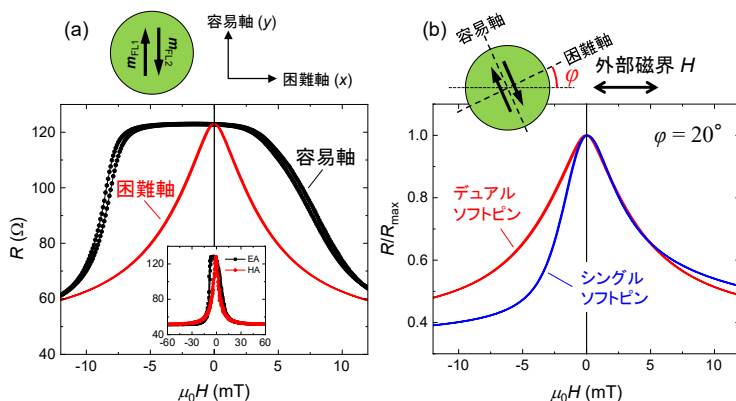 (a)
m_FL1
m_FL2
容易軸 (y)
困難軸 (x)
容易軸
困難軸
R (Ω)
120
100
80
60
40
-10
-5
0
5
10
μ0H (mT)
EA
HA
120
80
40
-60
-30
0
30
60
(b)
容易軸
困難軸
φ
外部磁界 H
φ = 20°
デュアル
ソフトピン
シングル
ソフトピン
R/Rmax
1.0
0.8
0.6
0.4
-10
-5
0
5
10
μ0H (mT)